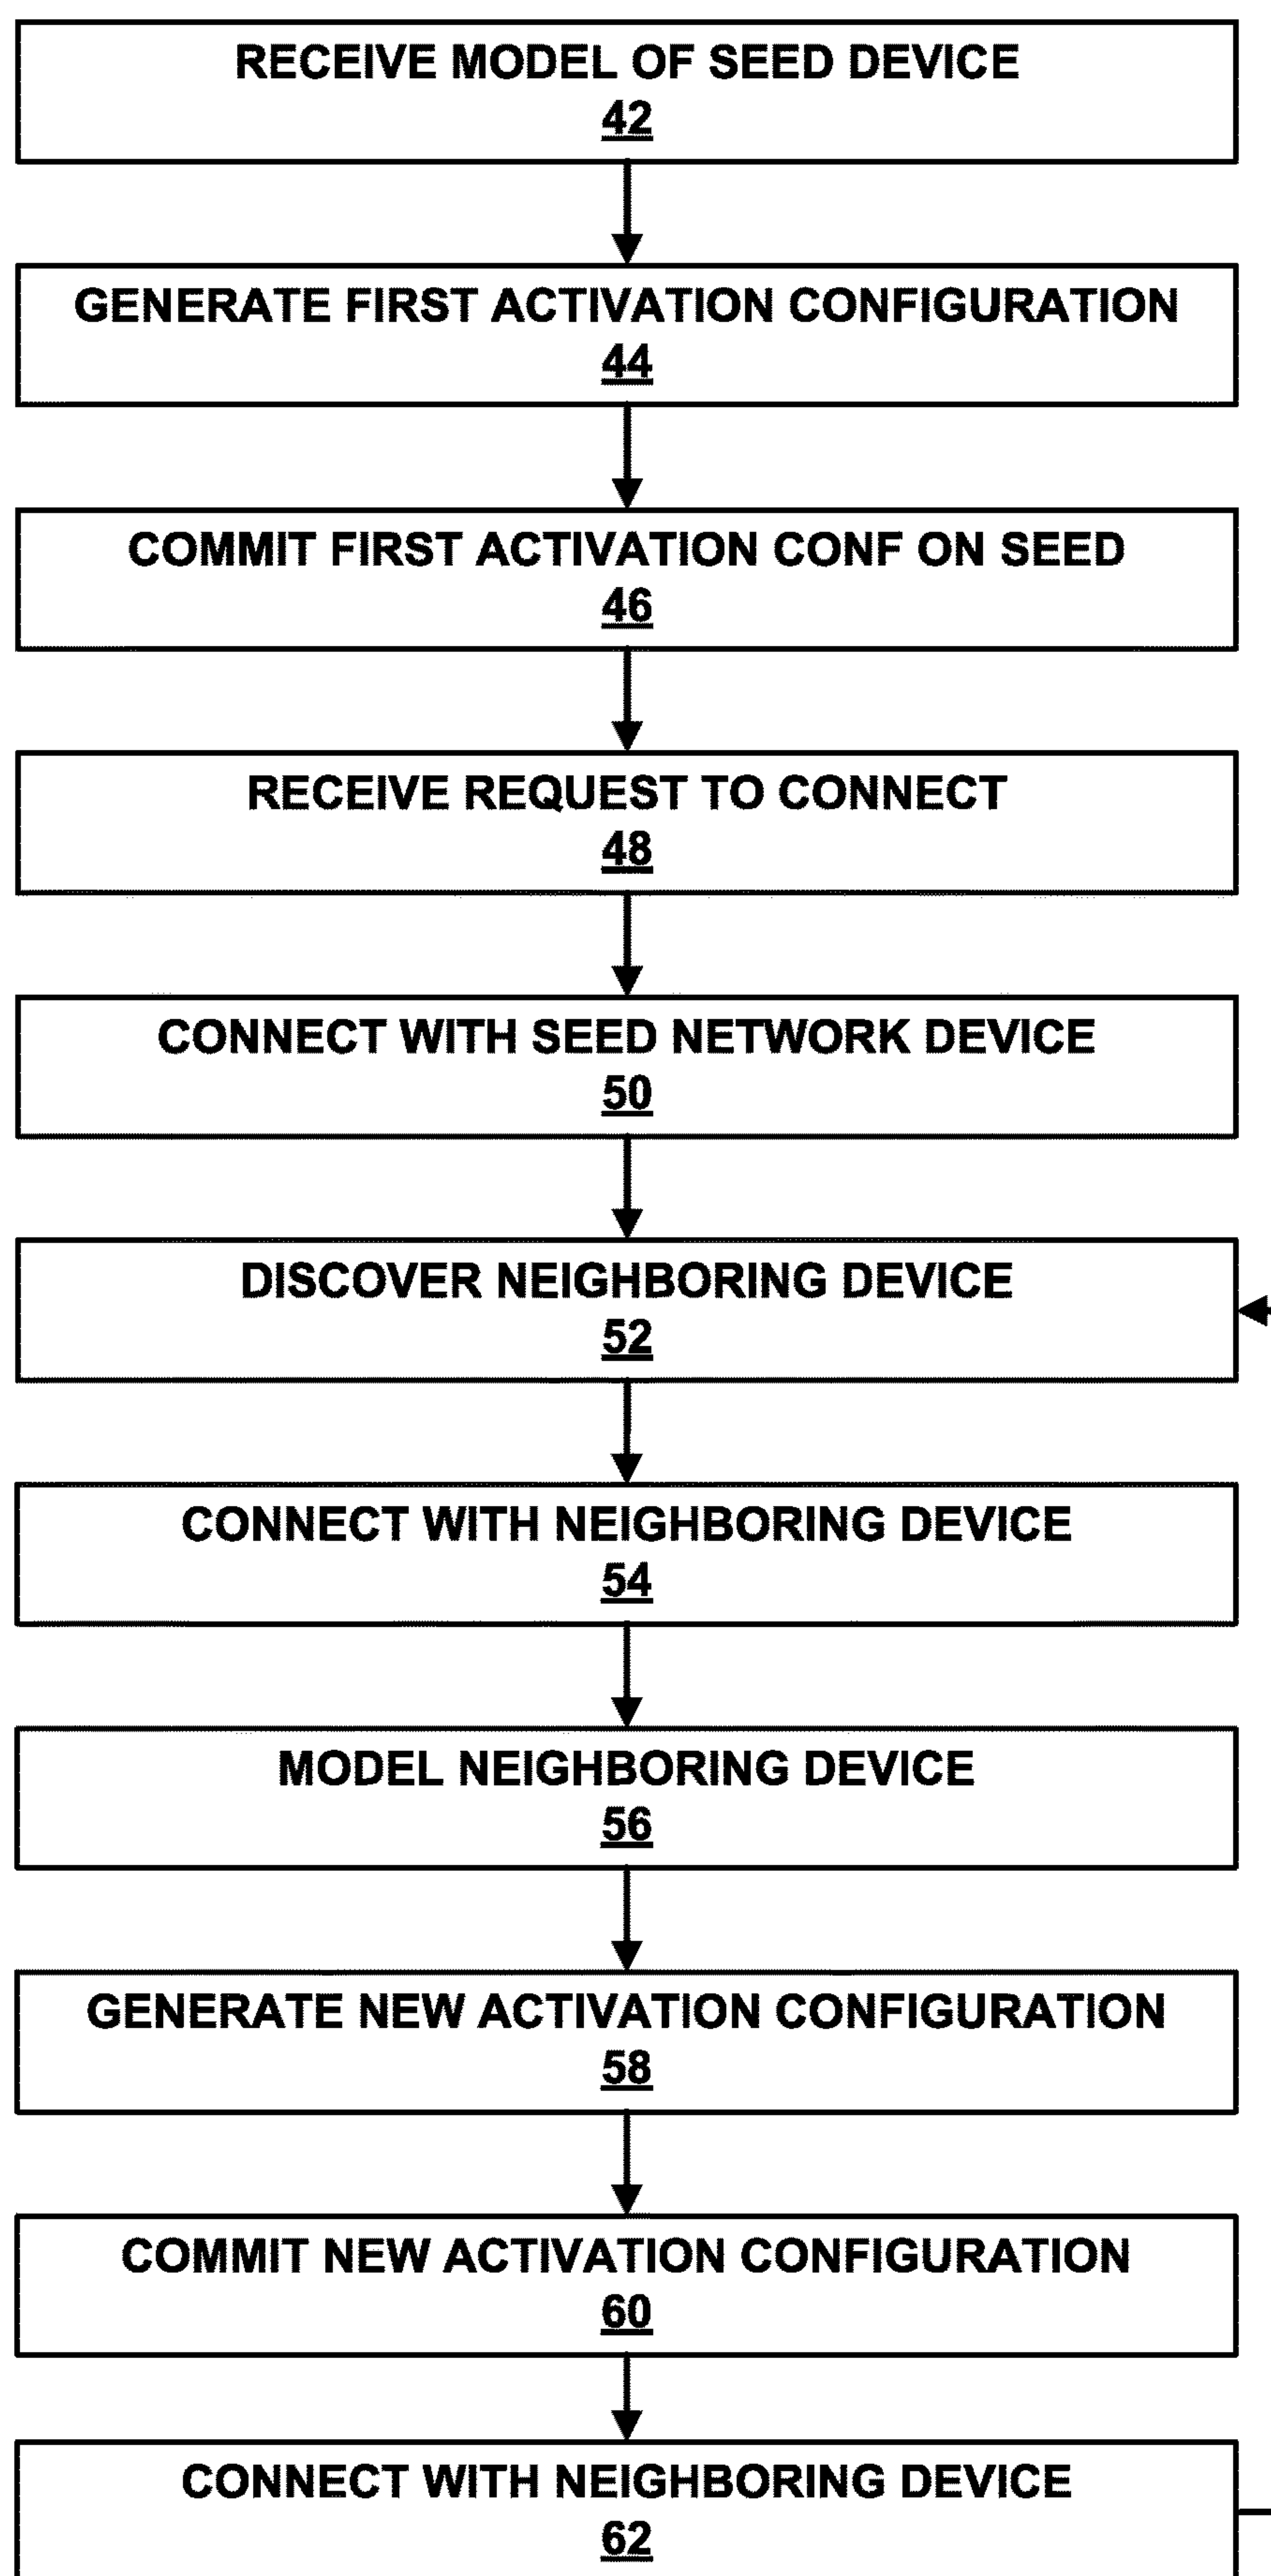 RECEIVE MODEL OF SEED DEVICE
42
GENERATE FIRST ACTIVATION CONFIGURATION
44
COMMIT FIRST ACTIVATION CONF ON SEED
46
RECEIVE REQUEST TO CONNECT
48
CONNECT WITH SEED NETWORK DEVICE
50
DISCOVER NEIGHBORING DEVICE
52
CONNECT WITH NEIGHBORING DEVICE
54
MODEL NEIGHBORING DEVICE
56
GENERATE NEW ACTIVATION CONFIGURATION
58
COMMIT NEW ACTIVATION CONFIGURATION
60
CONNECT WITH NEIGHBORING DEVICE
62